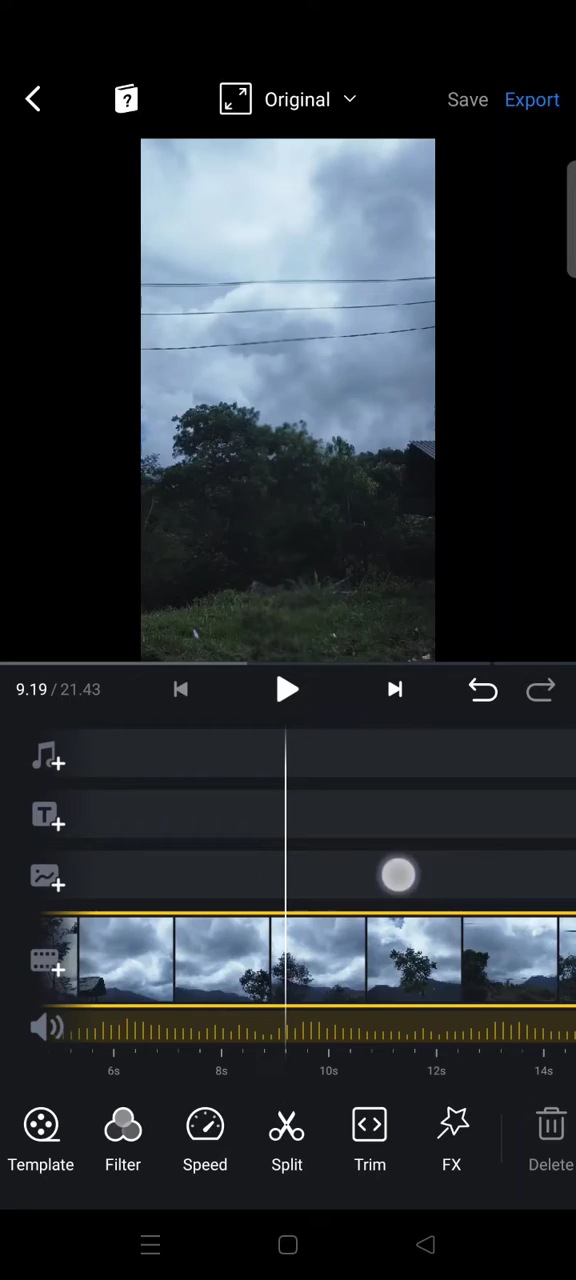 Original
Save
Export
9.19 / 21.43
6s
8s
10s
12s
14s
Template
Filter
Speed
Split
Trim
FX
Delete